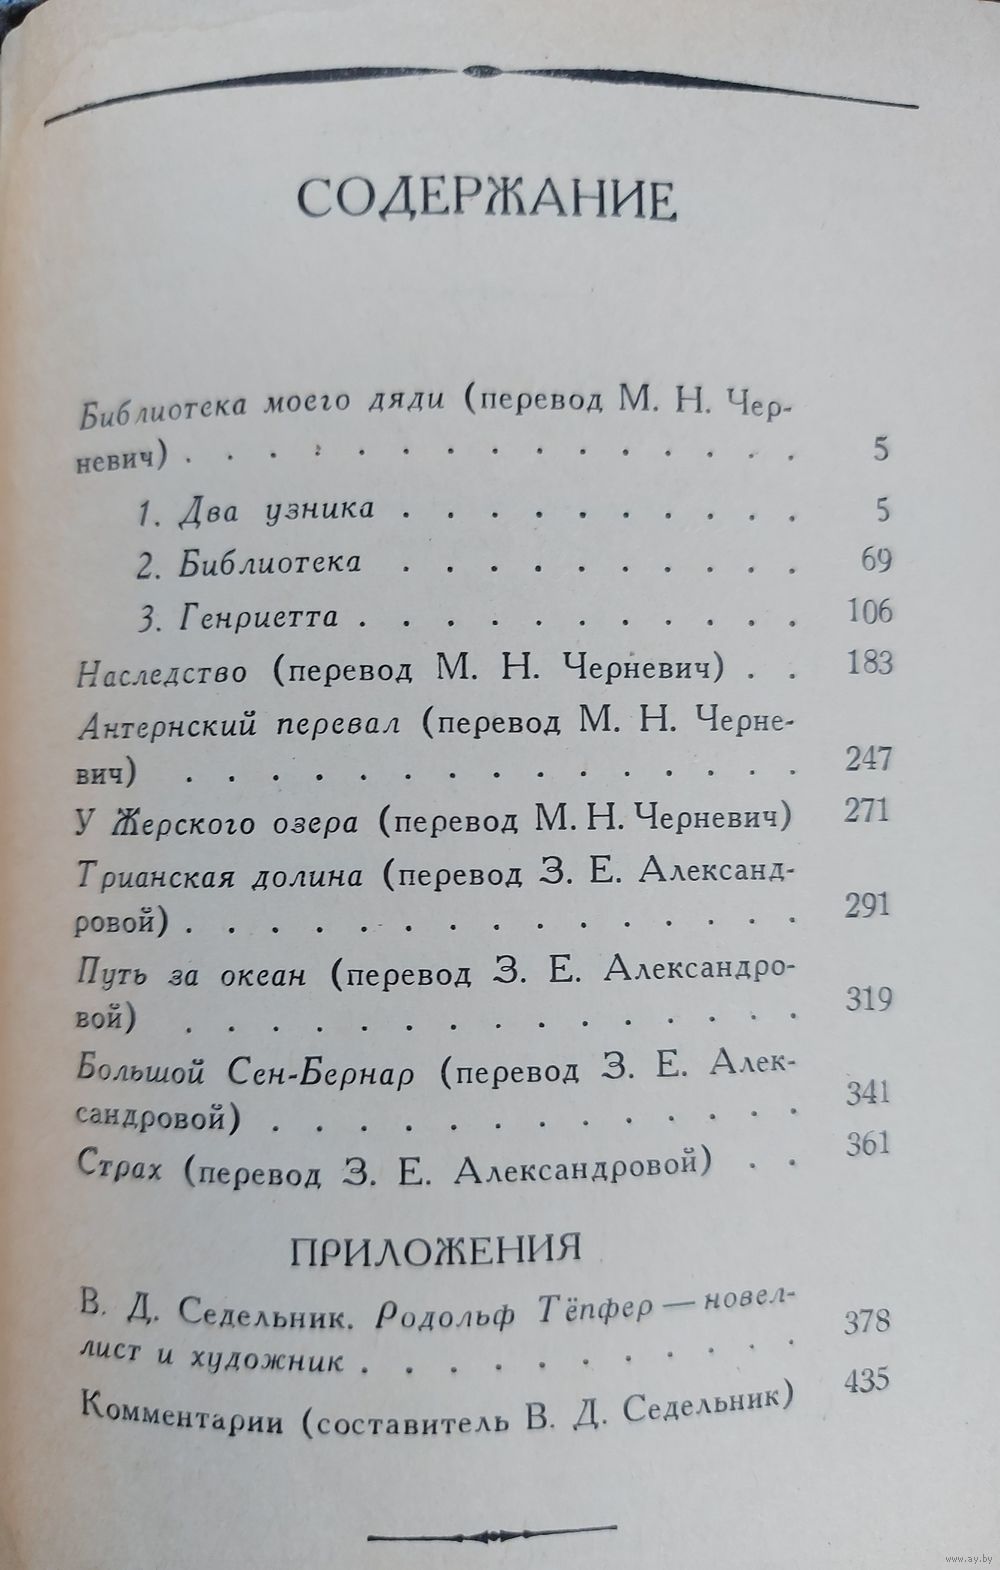 СОДЕРЖАНИЕ
Библиотека моего дяди (перевод М. Н. Чер-
невич) . . . . . . . . . . . . . . . 5
1. Два узника . . . . . . . . . . 5
2. Библиотека . . . . . . . . . . 69
3. Генриетта . . . . . . . . . . . 106
Наследство (перевод М. Н. Черневич) . . 183
Антернский перевал (перевод М. Н. Черне-
вич) . . . . . . . . . . . . . . . 247
У Жерского озера (перевод М. Н. Черневич) 271
Трианская долина (перевод З. Е. Александ-
ровой) . . . . . . . . . . . . . . . 291
Путь за океан (перевод З. Е. Александро-
вой) . . . . . . . . . . . . . . . 319
Большой Сен-Бернар (перевод З. Е. Алек-
сандровой) . . . . . . . . . . . . . 341
Страх (перевод З. Е. Александровой) . . 361
ПРИЛОЖЕНИЯ
В. Д. Седельник. Родольф Тёпфер — новел-
лист и художник . . . . . . . . . . . 378
Комментарии (составитель В. Д. Седельник) 435
www.ay.by